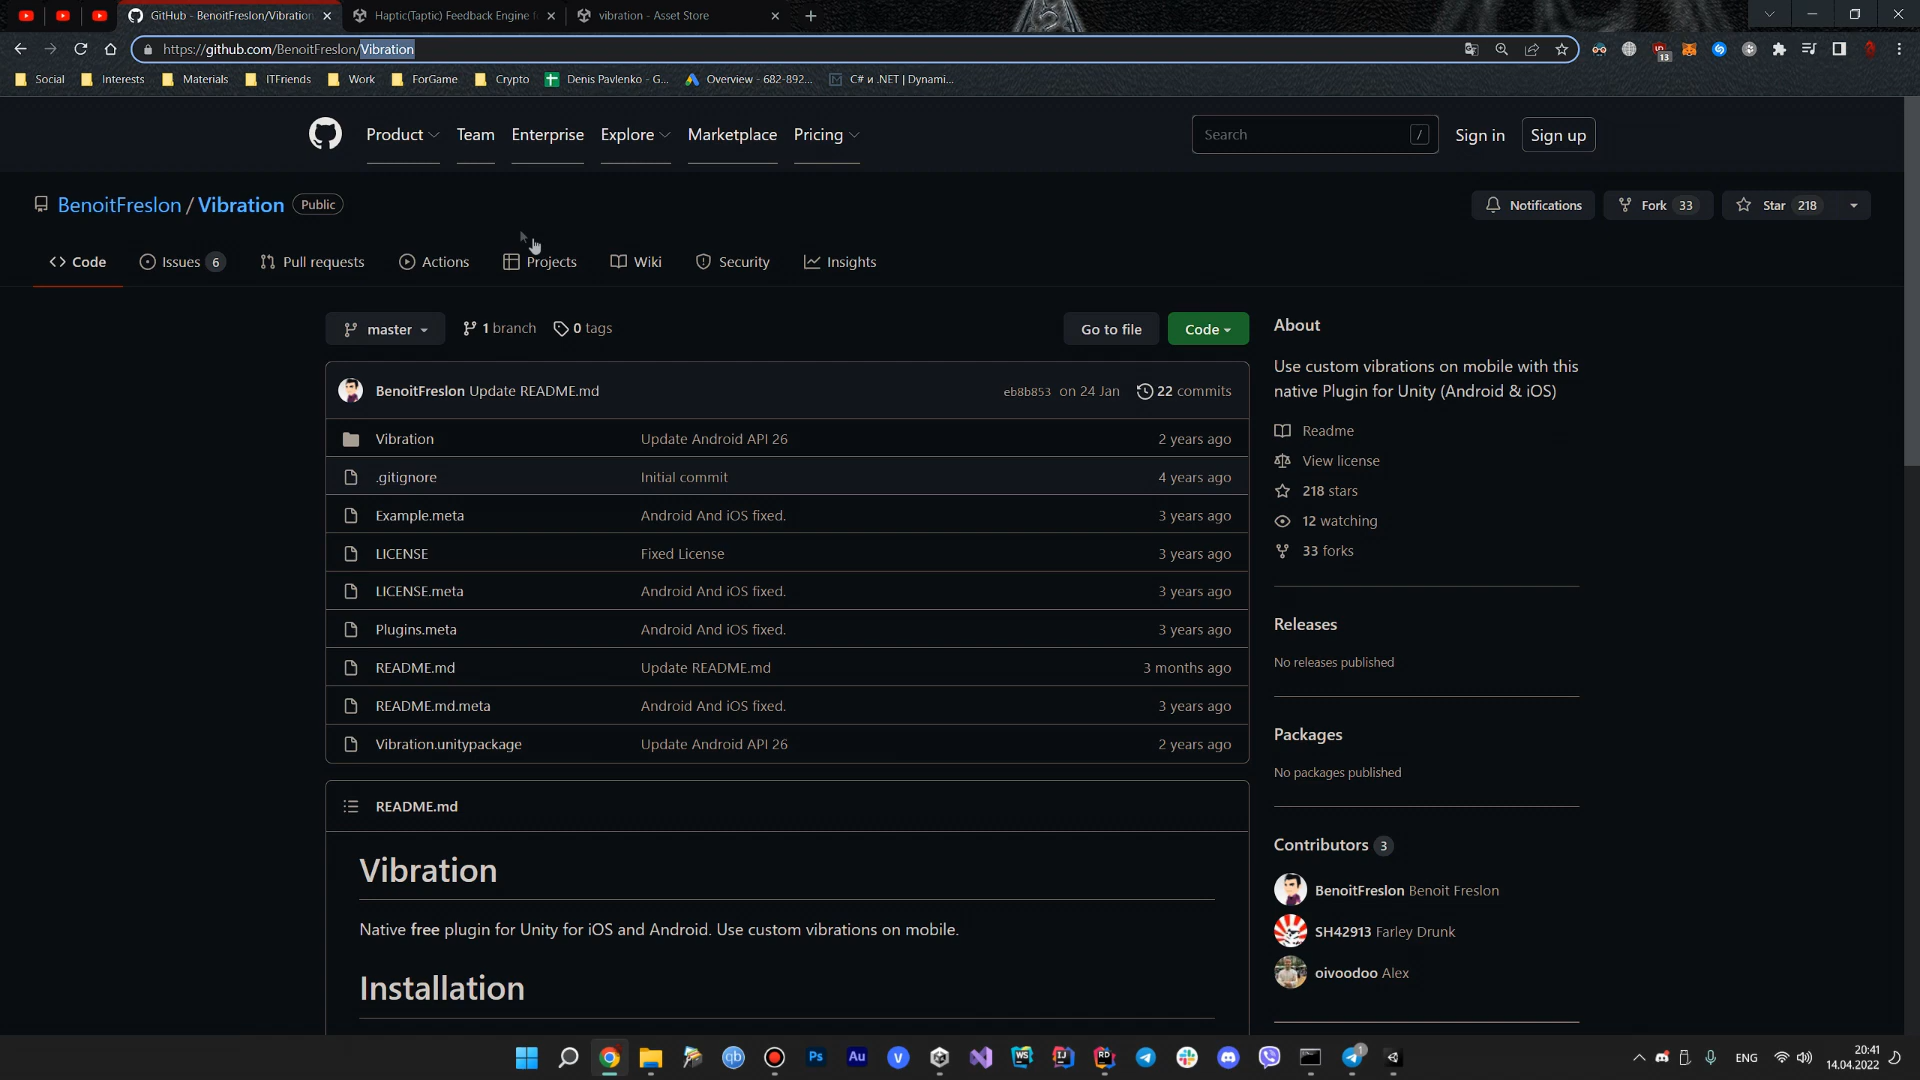 GitHub - BenoitFreslon/Vibration
Haptic(Taptic) Feedback Engine f
vibration - Asset Store
https://github.com/BenoitFreslon/Vibration
13
Social
Interests
Materials
ITFriends
Work
ForGame
Crypto
Denis Pavlenko - G...
Overview - 682-892...
C# и .NET | Dynami...
Product
Team
Enterprise
Explore
Marketplace
Pricing
Search
/
Sign in
Sign up
BenoitFreslon / Vibration
Public
Notifications
Fork 33
Star 218
Code
Issues 6
Pull requests
Actions
Projects
Wiki
Security
Insights
master
1 branch
0 tags
Go to file
Code
BenoitFreslon Update README.md
eb8b853 on 24 Jan
22 commits
Vibration Update Android API 26 2 years ago
.gitignore Initial commit 4 years ago
Example.meta Android And iOS fixed. 3 years ago
LICENSE Fixed License 3 years ago
LICENSE.meta Android And iOS fixed. 3 years ago
Plugins.meta Android And iOS fixed. 3 years ago
README.md Update README.md 3 months ago
README.md.meta Android And iOS fixed. 3 years ago
Vibration.unitypackage Update Android API 26 2 years ago
README.md
Vibration
Native free plugin for Unity for iOS and Android. Use custom vibrations on mobile.
Installation
About
Use custom vibrations on mobile with this
native Plugin for Unity (Android & iOS)
Readme
View license
218 stars
12 watching
33 forks
Releases
No releases published
Packages
No packages published
Contributors 3
BenoitFreslon Benoit Freslon
SH42913 Farley Drunk
oivoodoo Alex
qb
Ps
Au
V
WS
IJ
RD
1
ENG
20:41
14.04.2022